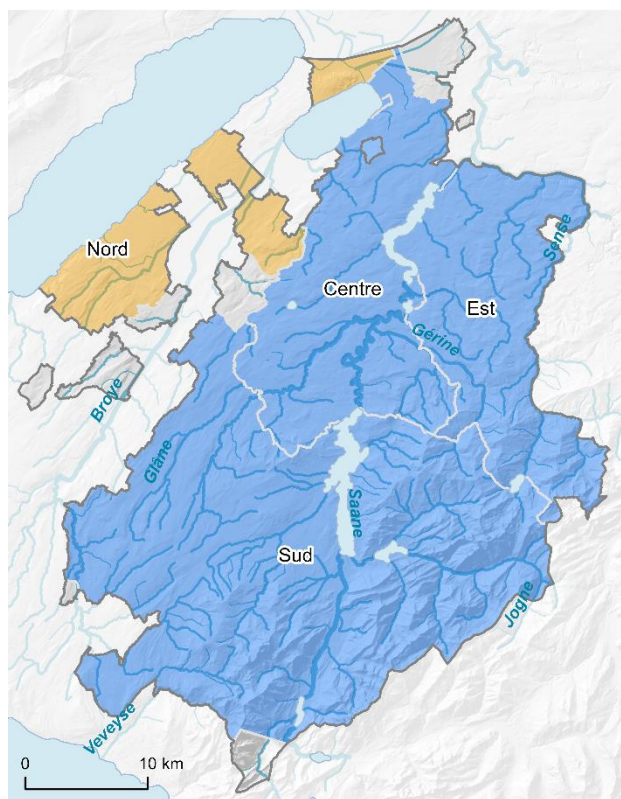 Nord
Sense
Centre
Est
Gérine
Broye
Glâne
Saane
Sud
Jogne
Veveyse
0 10 km